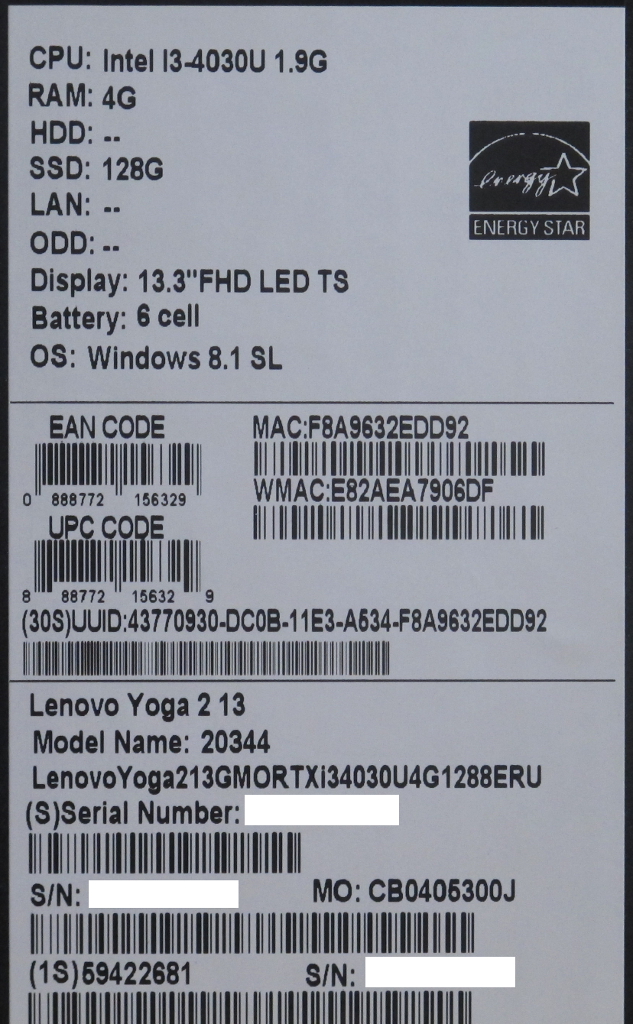 CPU: Intel I3-4030U 1.9G
RAM: 4G
HDD: --
SSD: 128G
LAN: --
ODD: --
Display: 13.3"FHD LED TS
Battery: 6 cell
OS: Windows 8.1 SL
energy
ENERGY STAR
EAN CODE
0 888772 156329
UPC CODE
8 88772 15632 9
MAC:F8A9632EDD92
WMAC:E82AEA7906DF
(30S)UUID:43770930-DC0B-11E3-A534-F8A9632EDD92
Lenovo Yoga 2 13
Model Name: 20344
LenovoYoga213GMORTXi34030U4G1288ERU
(S)Serial Number:
S/N: MO: CB0405300J
(1S)59422681 S/N: